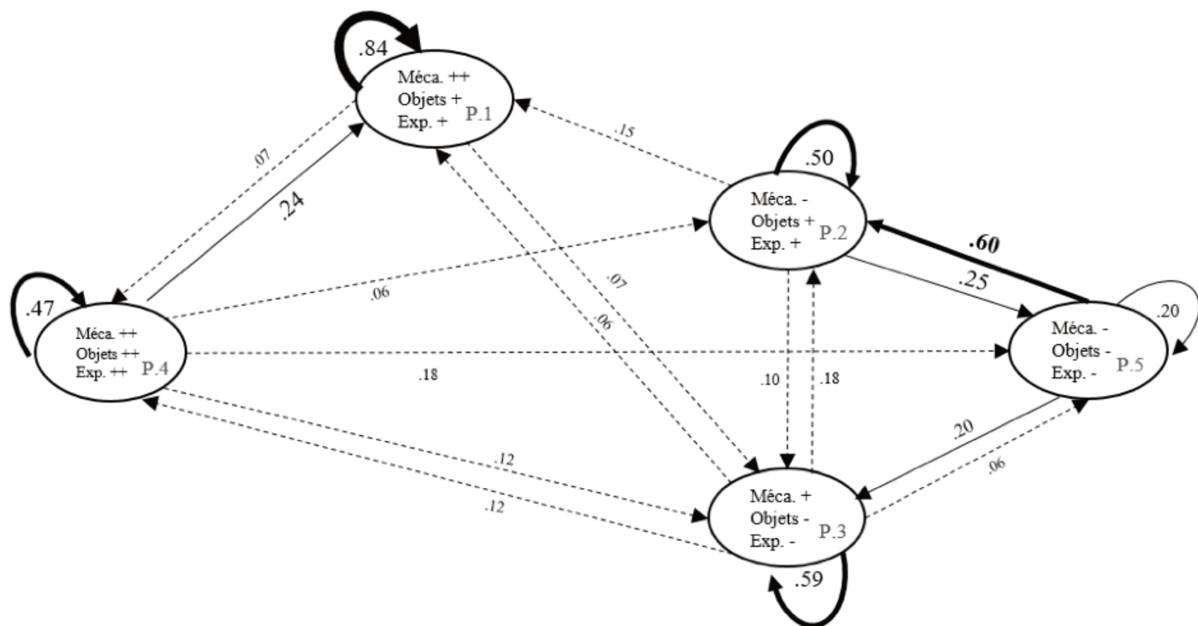 .84
Méca. ++
Objets +
Exp. + P.1
.07
.24
.15
.50
Méca. -
Objets +
Exp. + P.2
.60
.25
.06
.07
.06
.47
Méca. ++
Objets ++
Exp. ++ P.4
.18
.10
.18
.20
Méca. -
Objets -
Exp. - P.5
.12
.12
.20
.06
Méca. +
Objets -
Exp. - P.3
.59